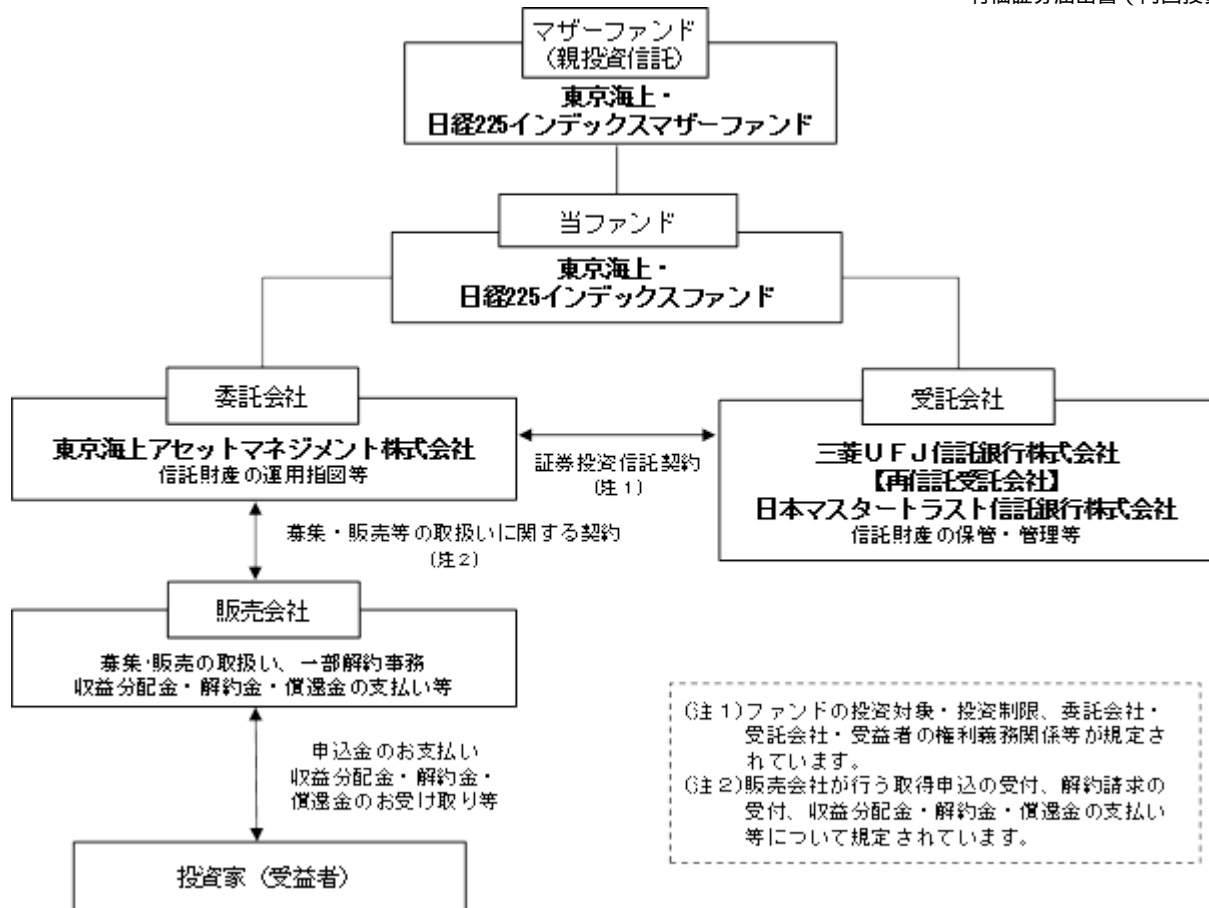 マザーファンド
（親投資信託）
東京海上・
日経225インデックスマザーファンド
当ファンド
東京海上・
日経225インデックスファンド
委託会社
東京海上アセットマネジメント株式会社
信託財産の運用指図等
証券投資信託契約
（注１）
受託会社
三菱ＵＦＪ信託銀行株式会社
【再信託受託会社】
日本マスタートラスト信託銀行株式会社
信託財産の保管・管理等
募集・販売等の取扱いに関する契約
（注２）
販売会社
募集・販売の取扱い、一部解約事務
収益分配金・解約金・償還金の支払い等
申込金のお支払い
収益分配金・解約金・
償還金のお受け取り等
投資家（受益者）
（注１）ファンドの投資対象・投資制限、委託会社・
受託会社・受益者の権利義務関係等が規定さ
れています。
（注２）販売会社が行う取得申込の受付、解約請求の
受付、収益分配金・解約金・償還金の支払い
等について規定されています。